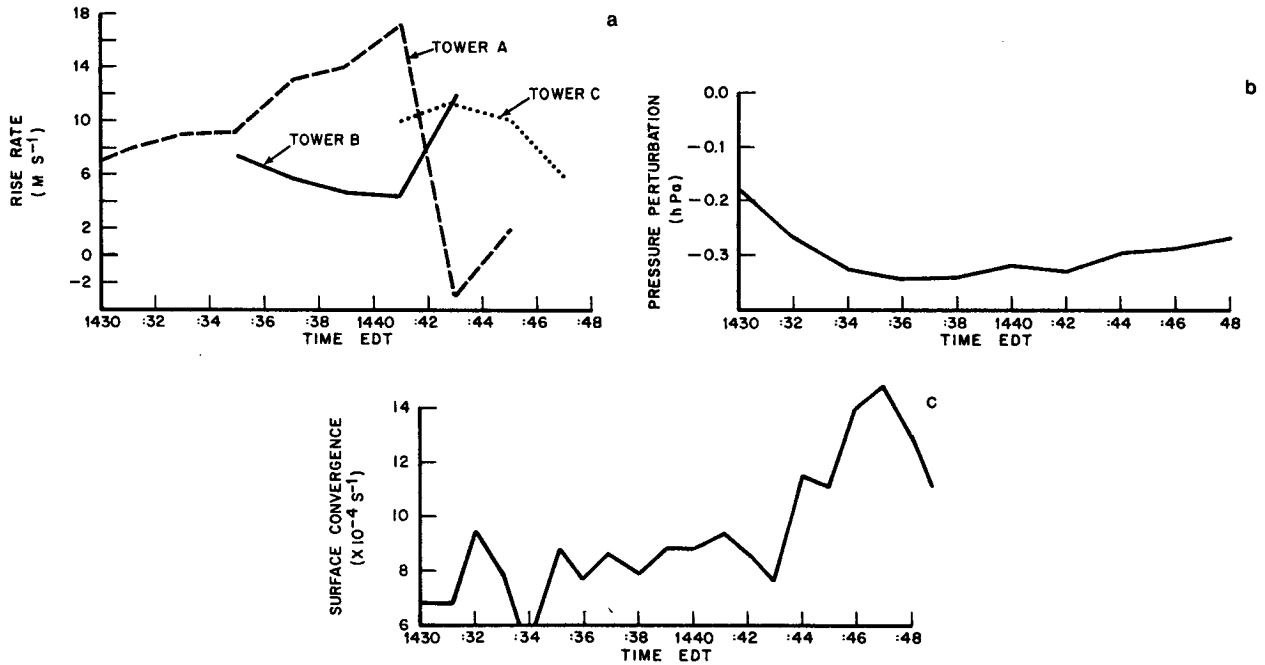 a
18
14
10
6
2
0
−2
RISE RATE
(M S⁻¹)
TOWER A
TOWER C
TOWER B
1430 :32 :34 :36 :38 1440 :42 :44 :46 :48
TIME EDT
b
0.0
−0.1
−0.2
−0.3
PRESSURE PERTURBATION
(hPa)
1430 :32 :34 :36 :38 1440 :42 :44 :46 48
TIME EDT
c
14
12
10
8
6
SURFACE CONVERGENCE
(X10⁻⁴ S⁻¹)
1430 :32 :34 :36 :38 1440 :42 :44 :46 :48
TIME EDT